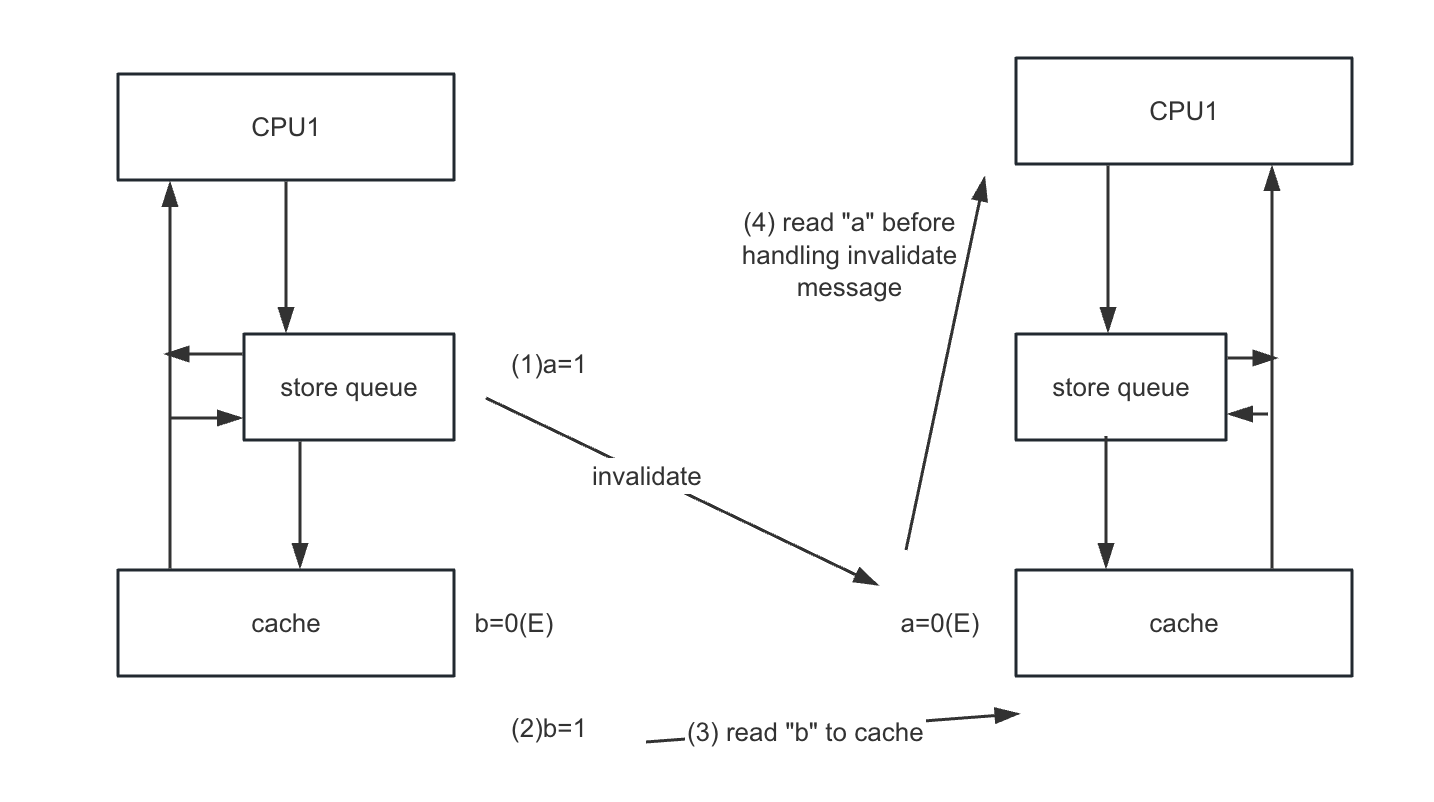 CPU1
CPU1
(4) read "a" before
handling invalidate
message
(1)a=1
store queue
store queue
invalidate
cache
b=0(E)
a=0(E)
cache
(2)b=1
(3) read "b" to cache